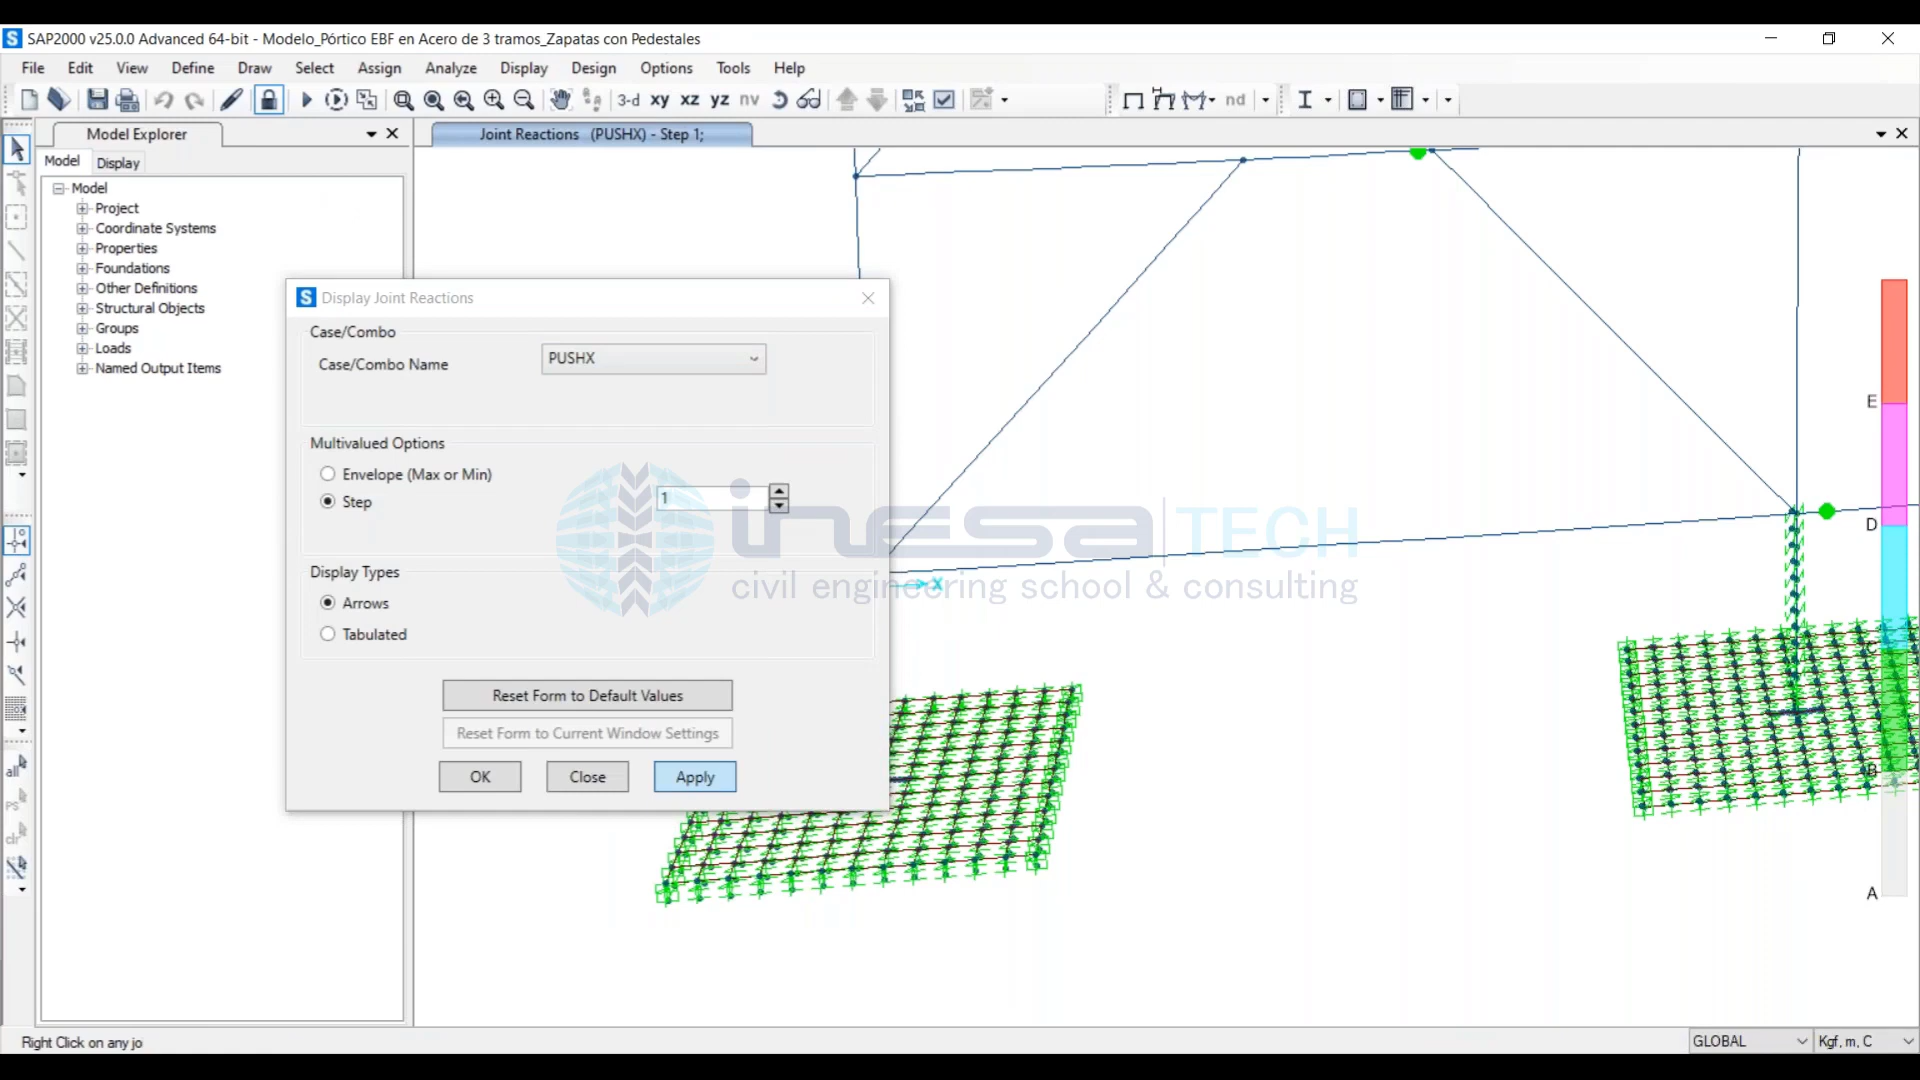 SAP2000 v25.0.0 Advanced 64-bit - Modelo_Pórtico EBF en Acero de 3 tramos_Zapatas con Pedestales
File Edit View Define Draw Select Assign Analyze Display Design Options Tools Help
3-d xy xz yz nv nd
Model Explorer
Joint Reactions (PUSHX) - Step 1;
Model Display
Model
Project
Coordinate Systems
Properties
Foundations
Other Definitions
Structural Objects
Groups
Loads
Named Output Items
Display Joint Reactions
Case/Combo
Case/Combo Name PUSHX
Multivalued Options
Envelope (Max or Min)
Step 1
Display Types
Arrows
Tabulated
Reset Form to Default Values
Reset Form to Current Window Settings
OK Close Apply
inesa TECH
civil engineering school & consulting
X
E
D
C
B
A
all
ps
clr
Right Click on any jo
GLOBAL Kgf, m, C